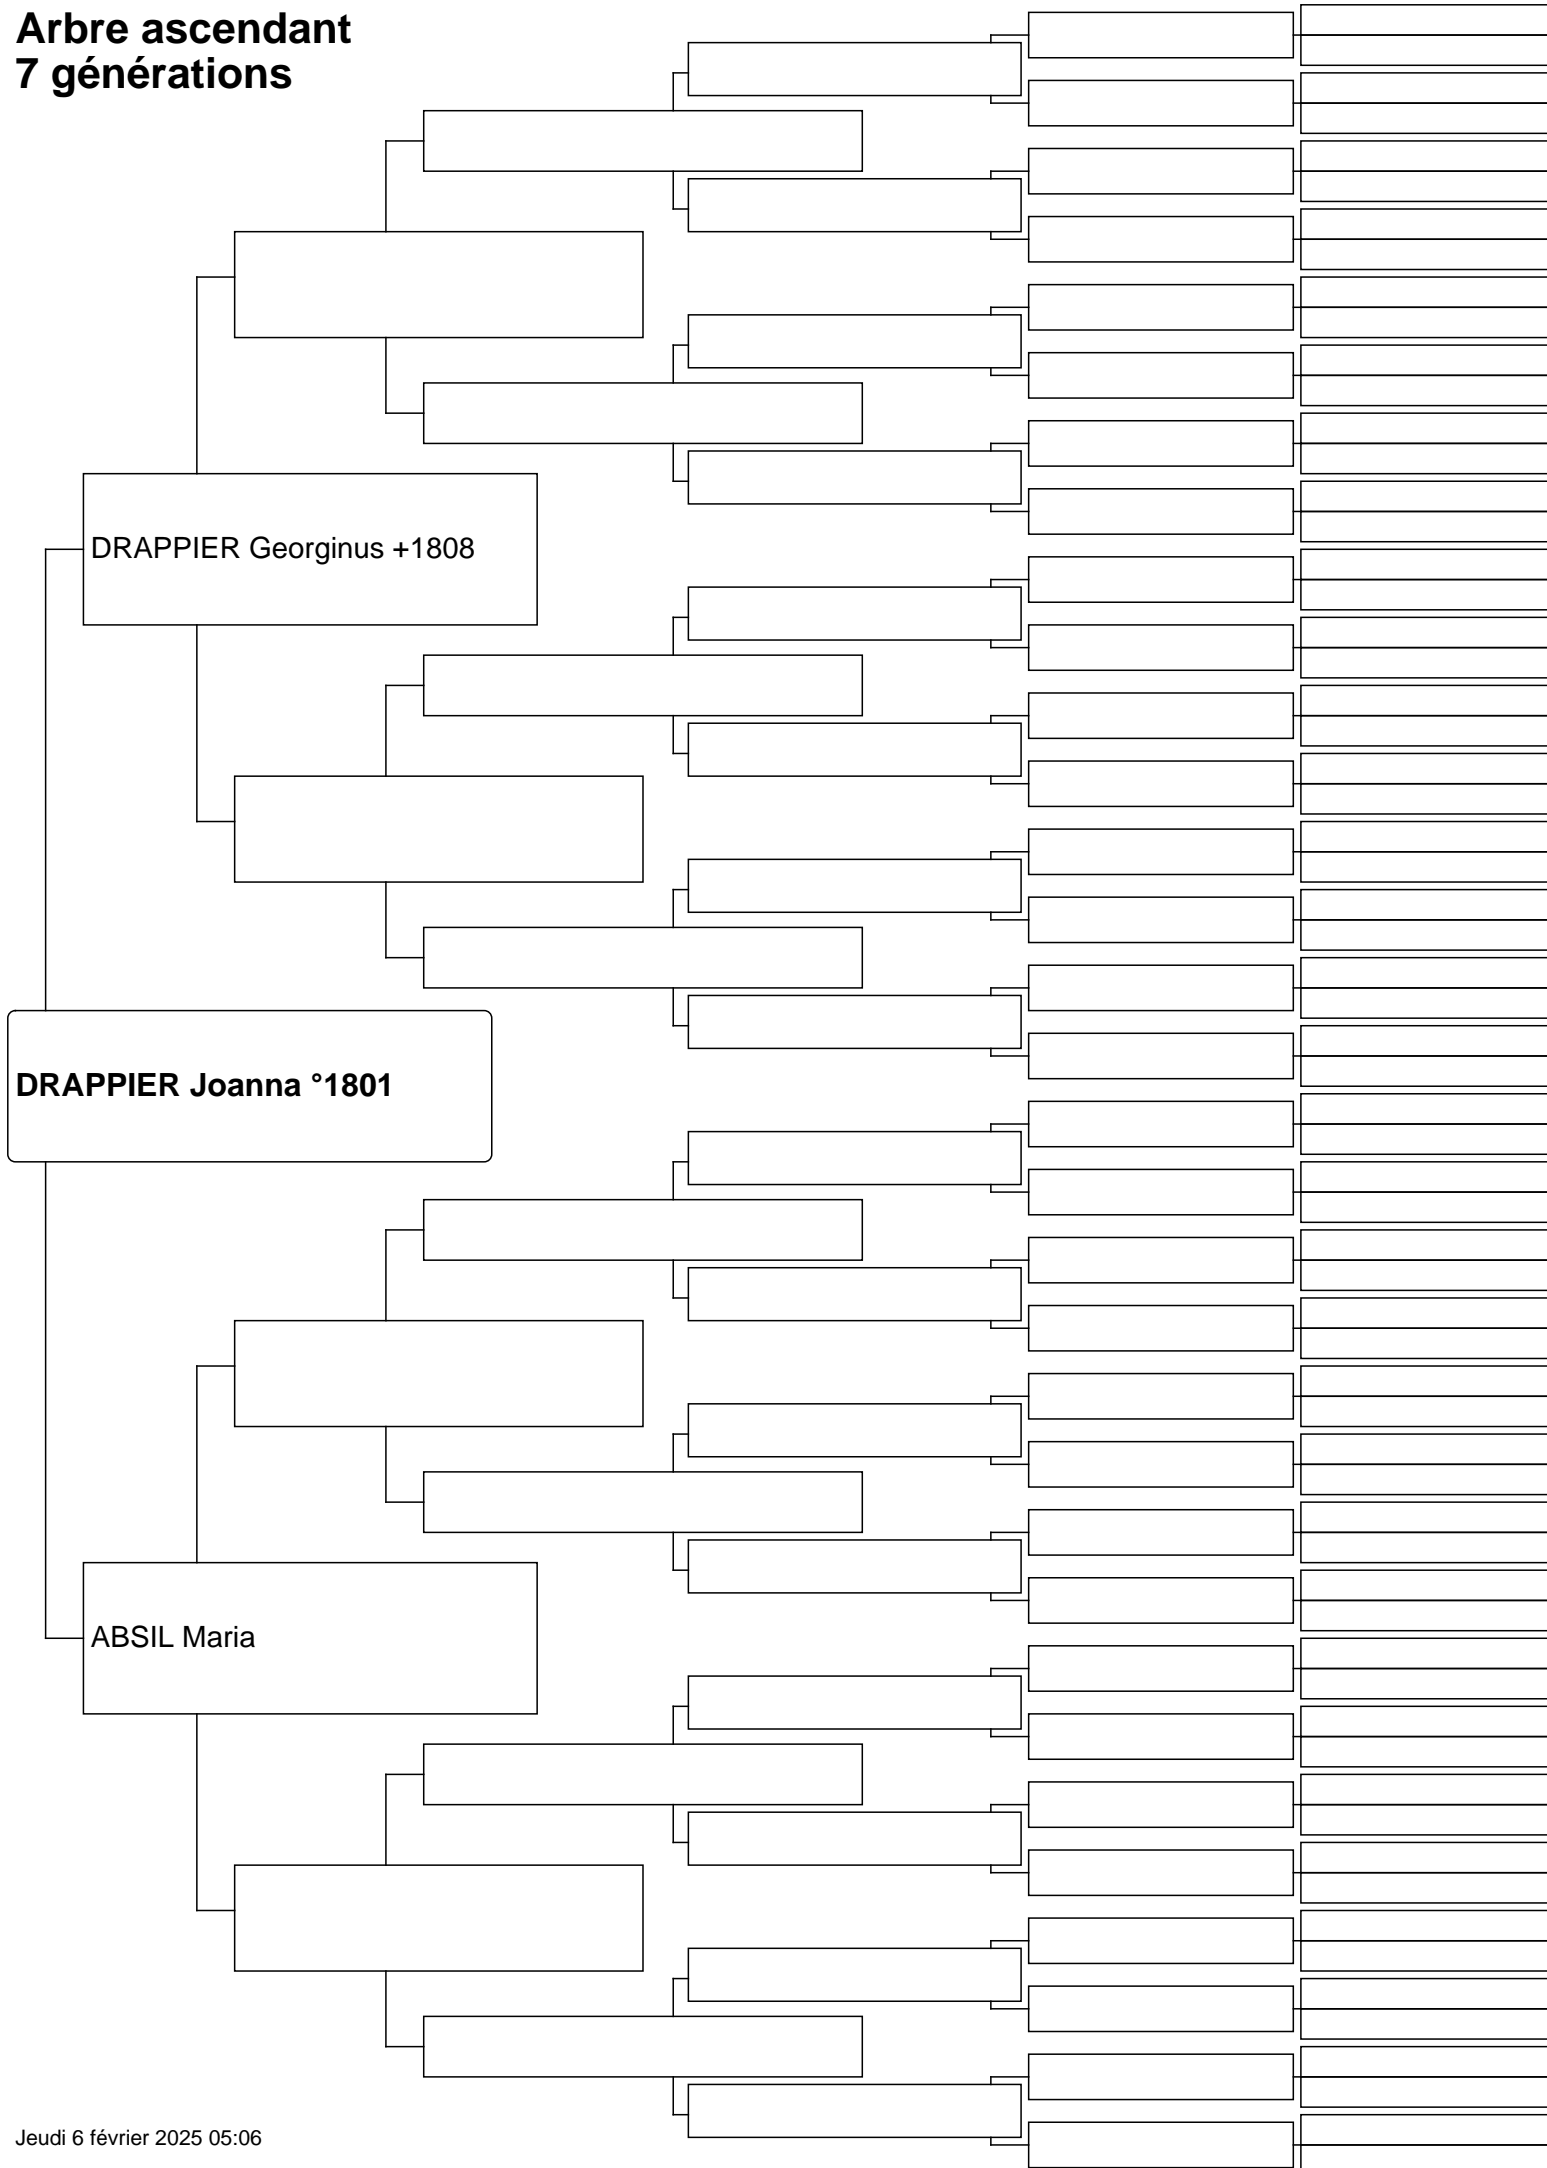 Arbre ascendant
7 générations
DRAPPIER Georginus +1808
DRAPPIER Joanna °1801
ABSIL Maria
Jeudi 6 février 2025 05:06